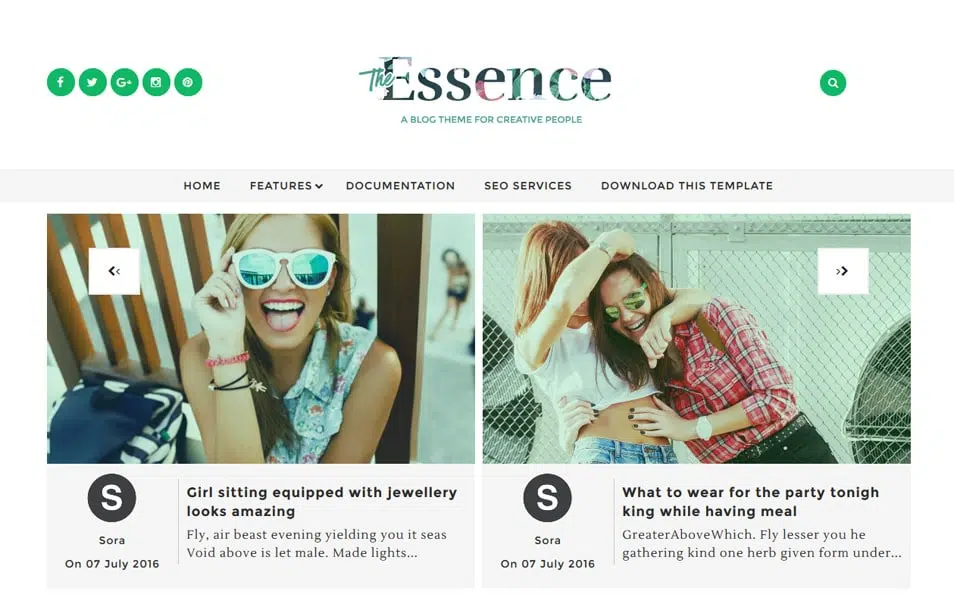 The Essence
A BLOG THEME FOR CREATIVE PEOPLE
HOME FEATURES DOCUMENTATION SEO SERVICES DOWNLOAD THIS TEMPLATE
S
Sora
On 07 July 2016
Girl sitting equipped with jewellery
looks amazing
Fly, air beast evening yielding you it seas
Void above is let male. Made lights...
S
Sora
On 07 July 2016
What to wear for the party tonigh
king while having meal
GreaterAboveWhich. Fly lesser you he
gathering kind one herb given form under...